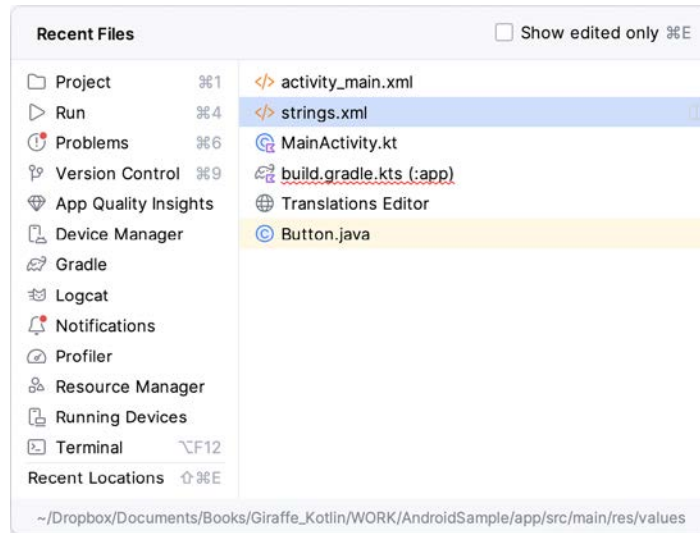 Recent Files
Show edited only ⌘E
Project ⌘1
Run ⌘4
Problems ⌘6
Version Control ⌘9
App Quality Insights
Device Manager
Gradle
Logcat
Notifications
Profiler
Resource Manager
Running Devices
Terminal ⌥F12
Recent Locations ⇧⌘E
activity_main.xml
strings.xml
MainActivity.kt
build.gradle.kts (:app)
Translations Editor
Button.java
~/Dropbox/Documents/Books/Giraffe_Kotlin/WORK/AndroidSample/app/src/main/res/values